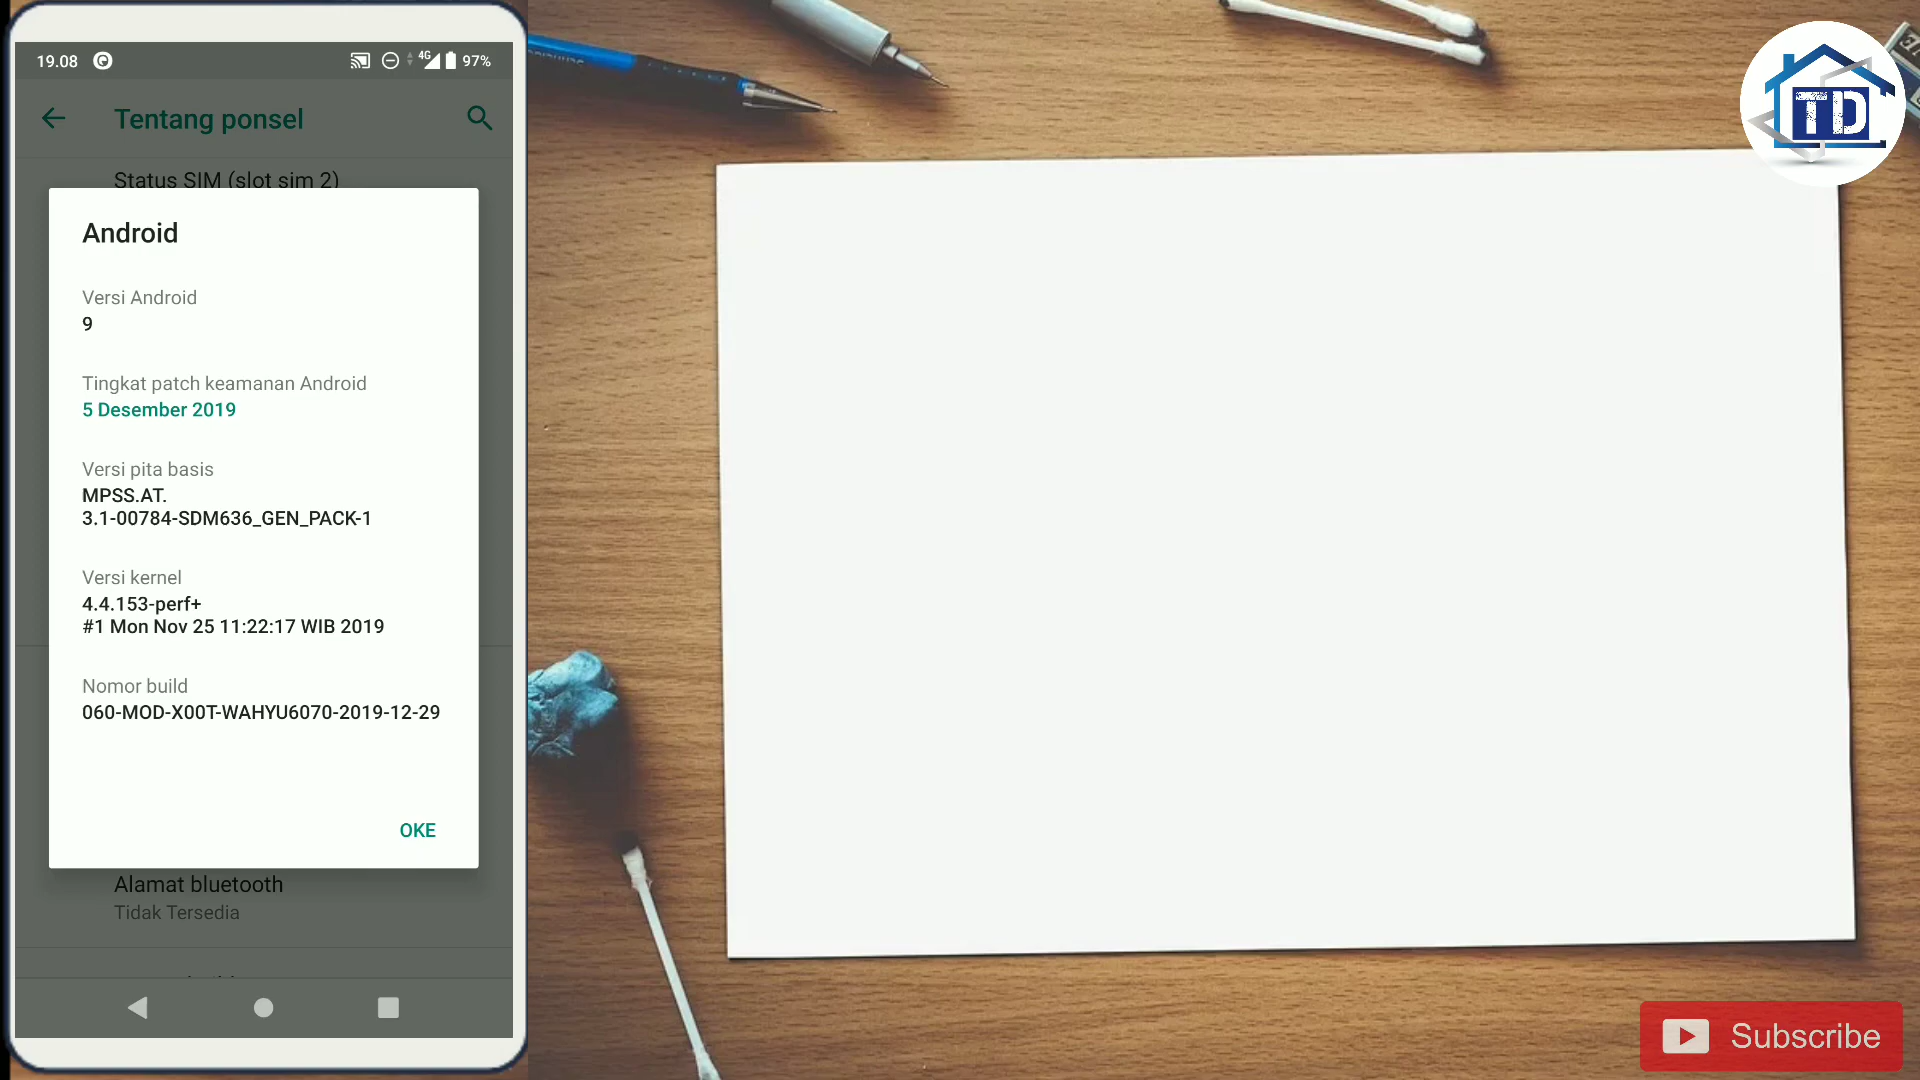 19.08
4G
97%
Tentang ponsel
Status SIM (slot sim 2)
Android
Versi Android
9
Tingkat patch keamanan Android
5 Desember 2019
Versi pita basis
MPSS.AT.
3.1-00784-SDM636_GEN_PACK-1
Versi kernel
4.4.153-perf+
#1 Mon Nov 25 11:22:17 WIB 2019
Nomor build
060-MOD-X00T-WAHYU6070-2019-12-29
OKE
Alamat bluetooth
Tidak Tersedia
TD
Subscribe